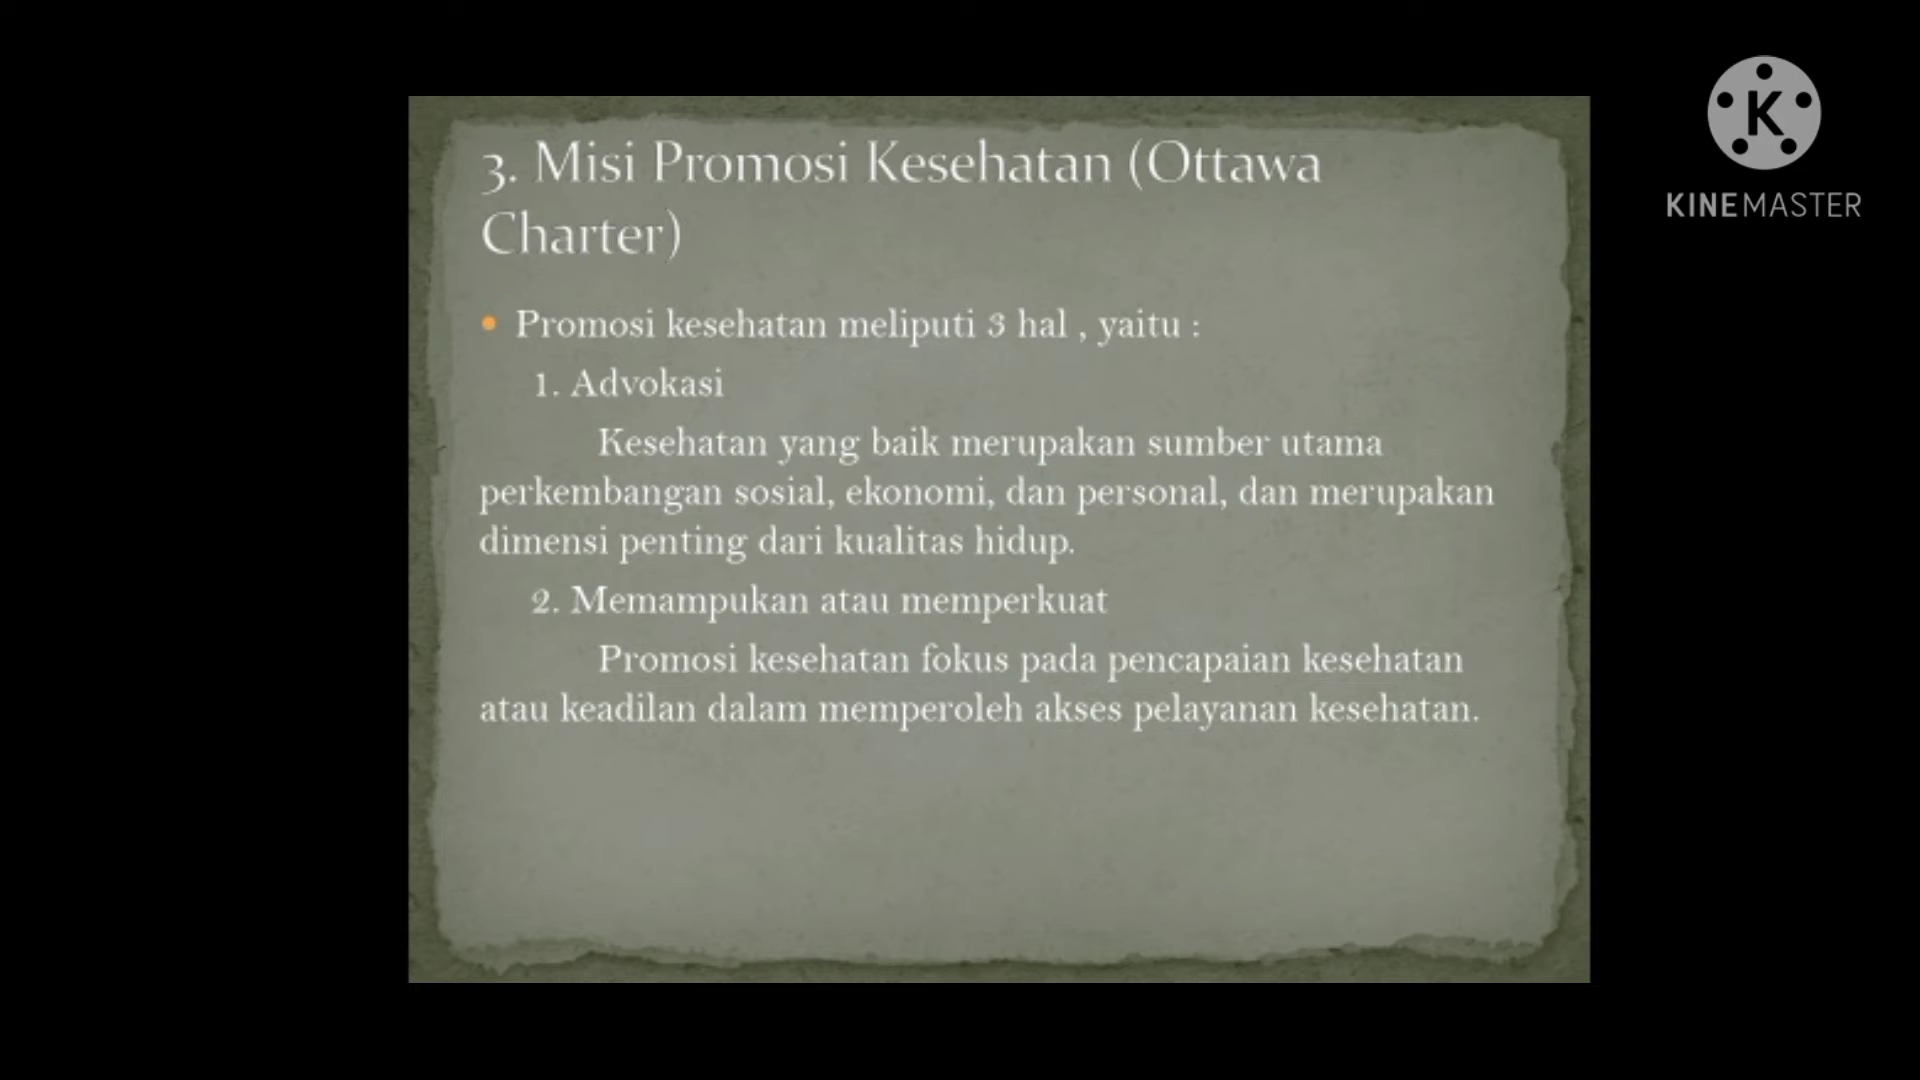 3. Misi Promosi Kesehatan (Ottawa
Charter)
• Promosi kesehatan meliputi 3 hal , yaitu :
1. Advokasi
Kesehatan yang baik merupakan sumber utama
perkembangan sosial, ekonomi, dan personal, dan merupakan
dimensi penting dari kualitas hidup.
2. Memampukan atau memperkuat
Promosi kesehatan fokus pada pencapaian kesehatan
atau keadilan dalam memperoleh akses pelayanan kesehatan.
K
KINEMASTER